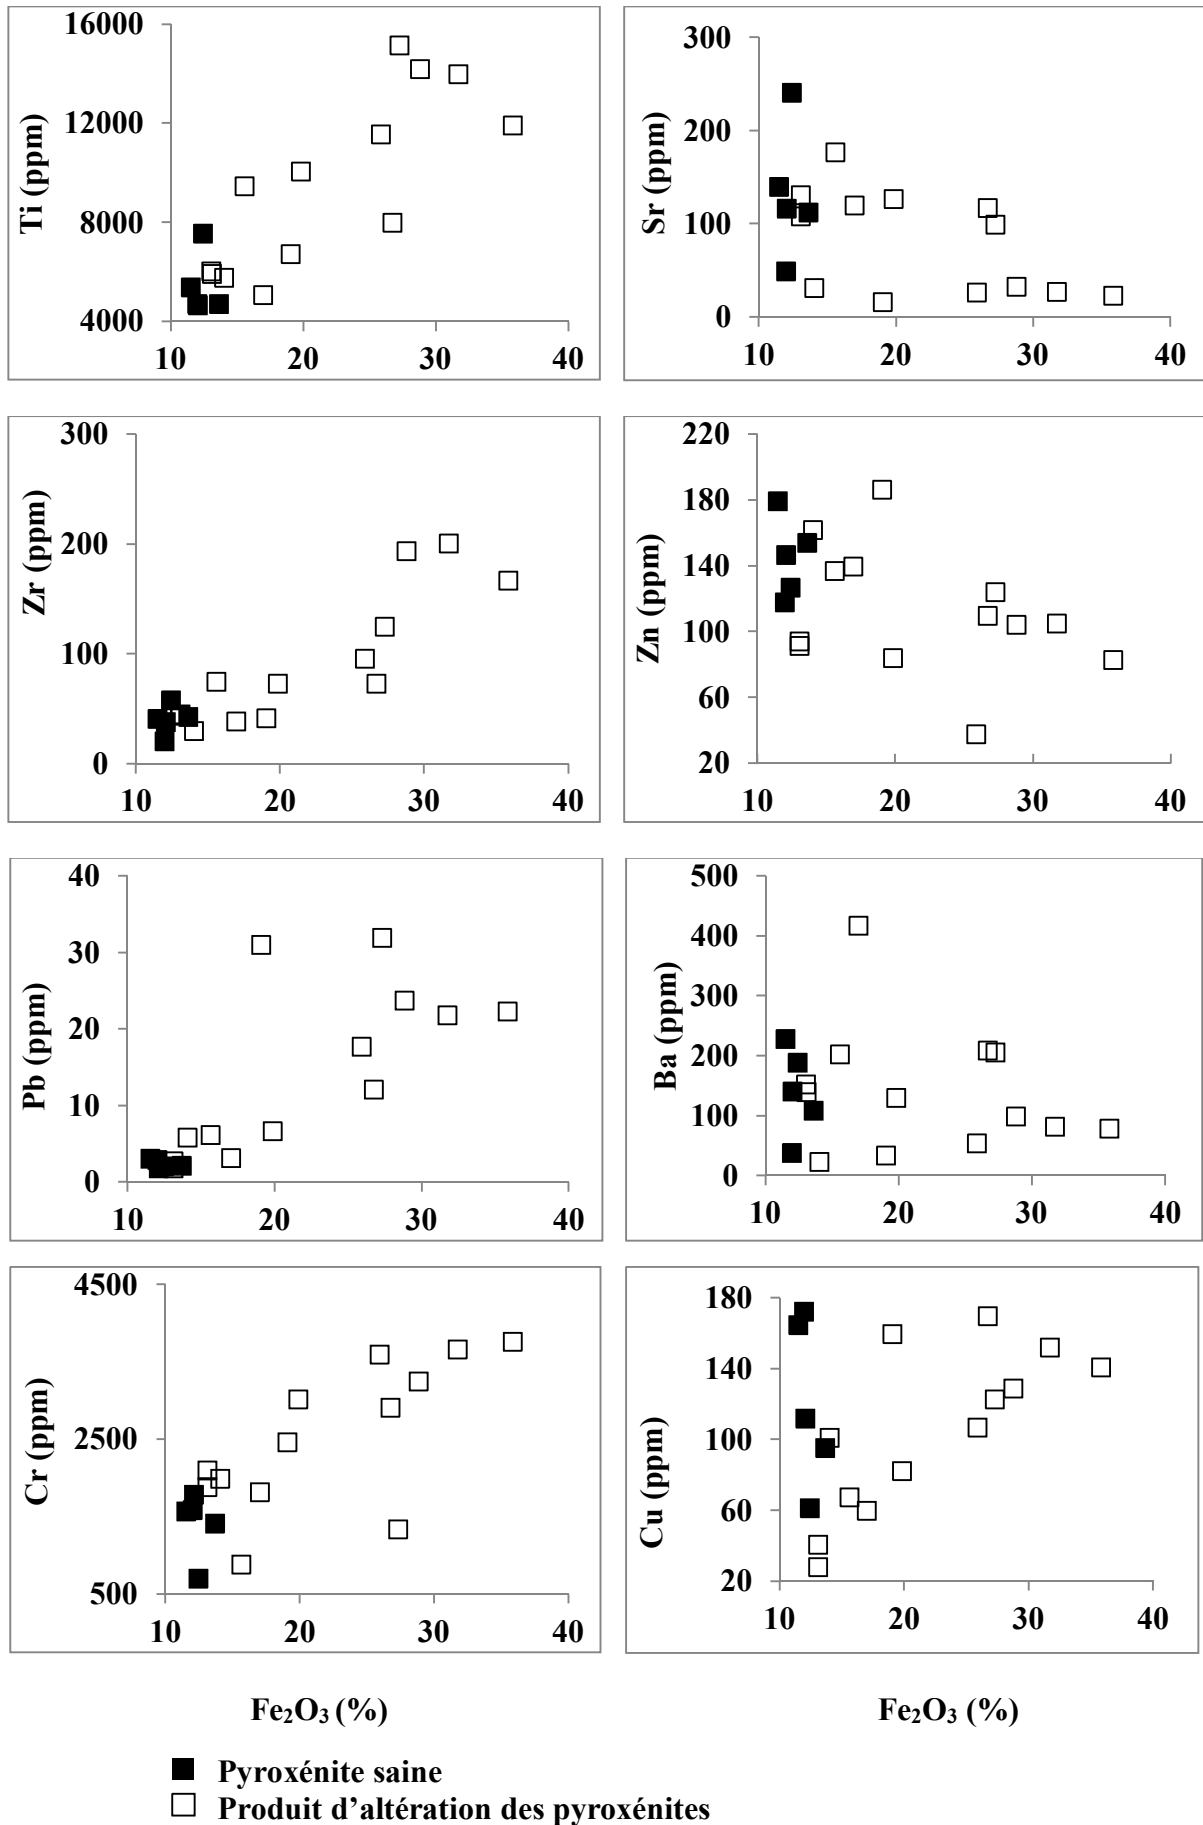 16000
12000
8000
4000
10 20 30 40
Ti (ppm)
300
200
100
0
10 20 30 40
Sr (ppm)
300
200
100
0
10 20 30 40
Zr (ppm)
220
180
140
100
60
20
10 20 30 40
Zn (ppm)
40
30
20
10
0
10 20 30 40
Pb (ppm)
500
400
300
200
100
0
10 20 30 40
Ba (ppm)
4500
2500
500
10 20 30 40
Cr (ppm)
180
140
100
60
20
10 20 30 40
Cu (ppm)
Fe₂O₃ (%)
Fe₂O₃ (%)
Pyroxénite saine
Produit d’altération des pyroxénites